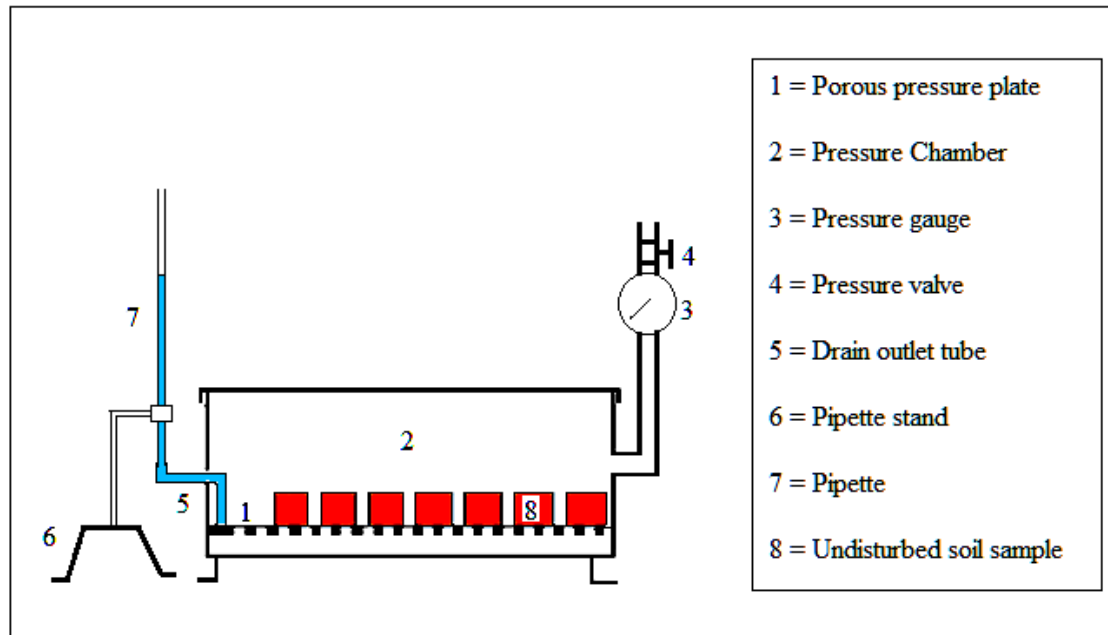 1 = Porous pressure plate
2 = Pressure Chamber
3 = Pressure gauge
4 = Pressure valve
5 = Drain outlet tube
6 = Pipette stand
7 = Pipette
8 = Undisturbed soil sample
4
3
7
2
5
1
8
6